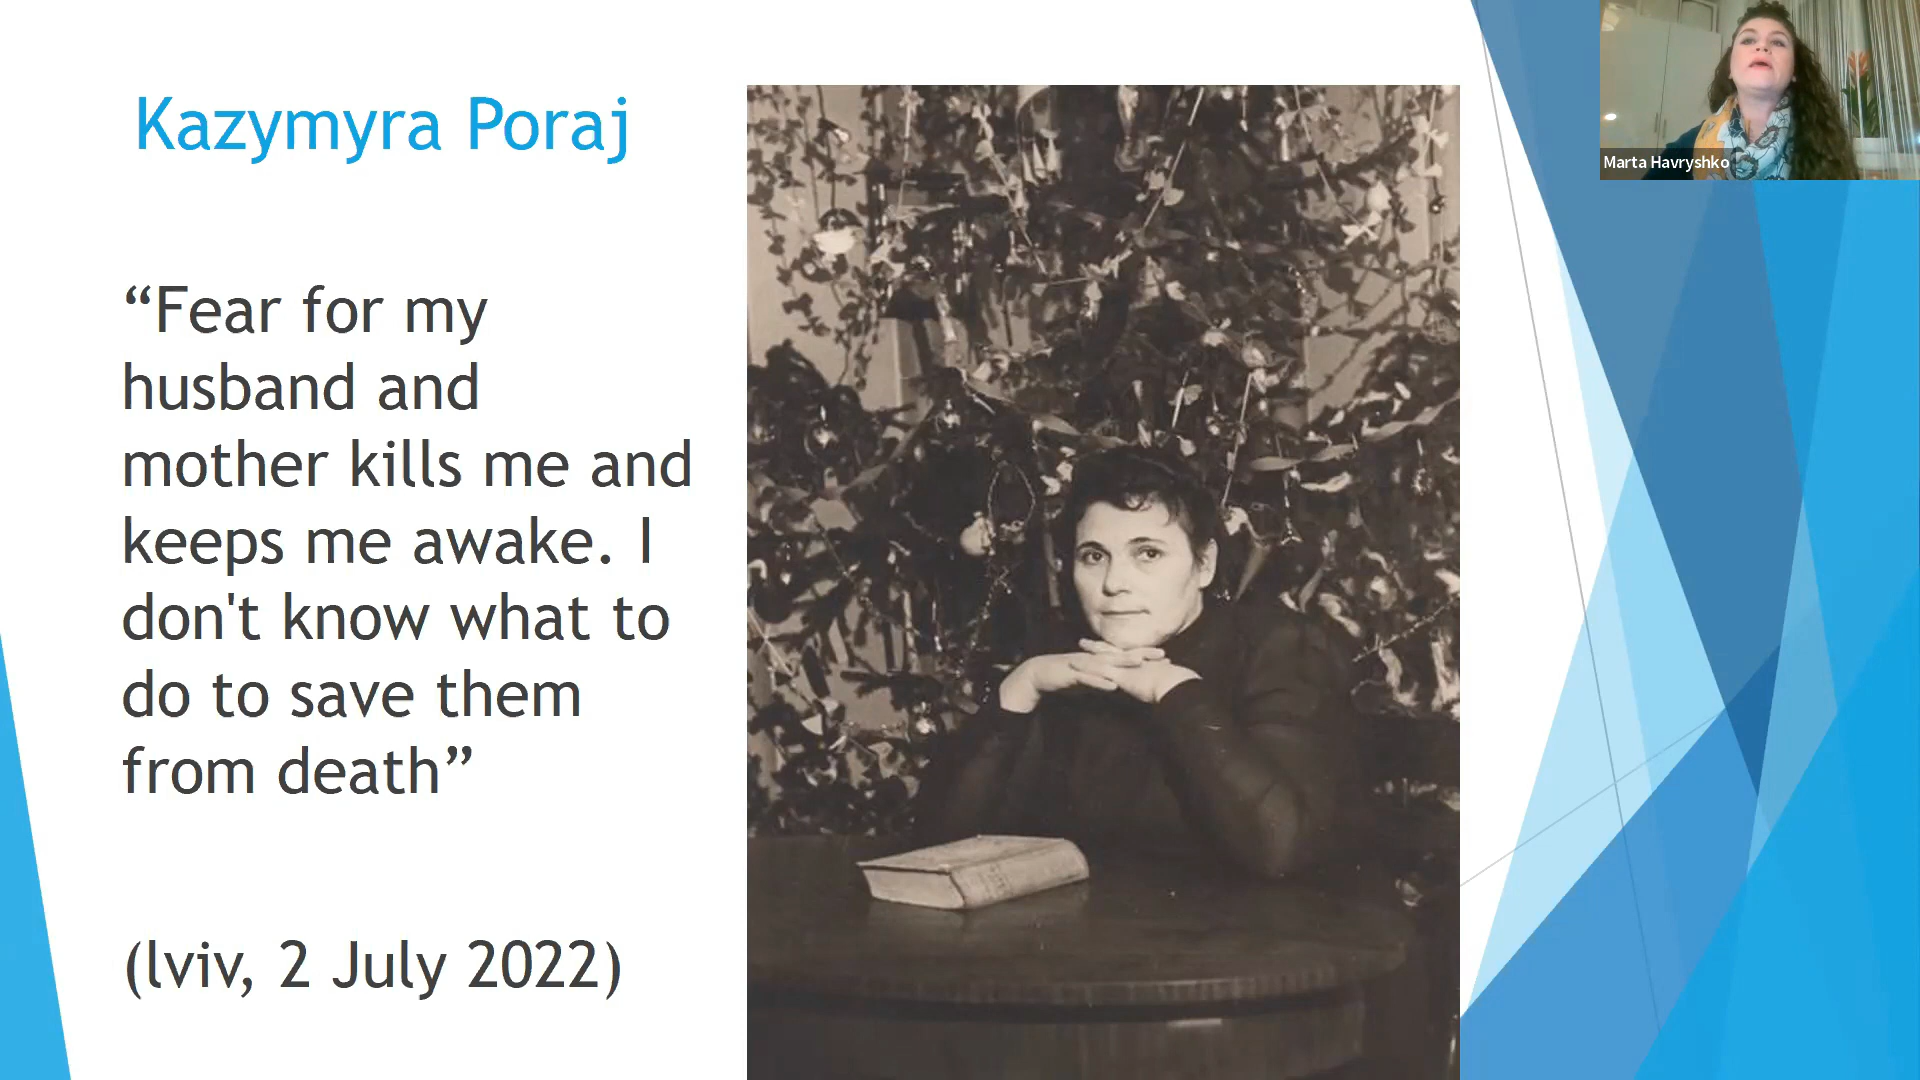 Kazymyra Poraj
“Fear for my
husband and
mother kills me and
keeps me awake. I
don't know what to
do to save them
from death”
(lviv, 2 July 2022)
Marta Havryshko